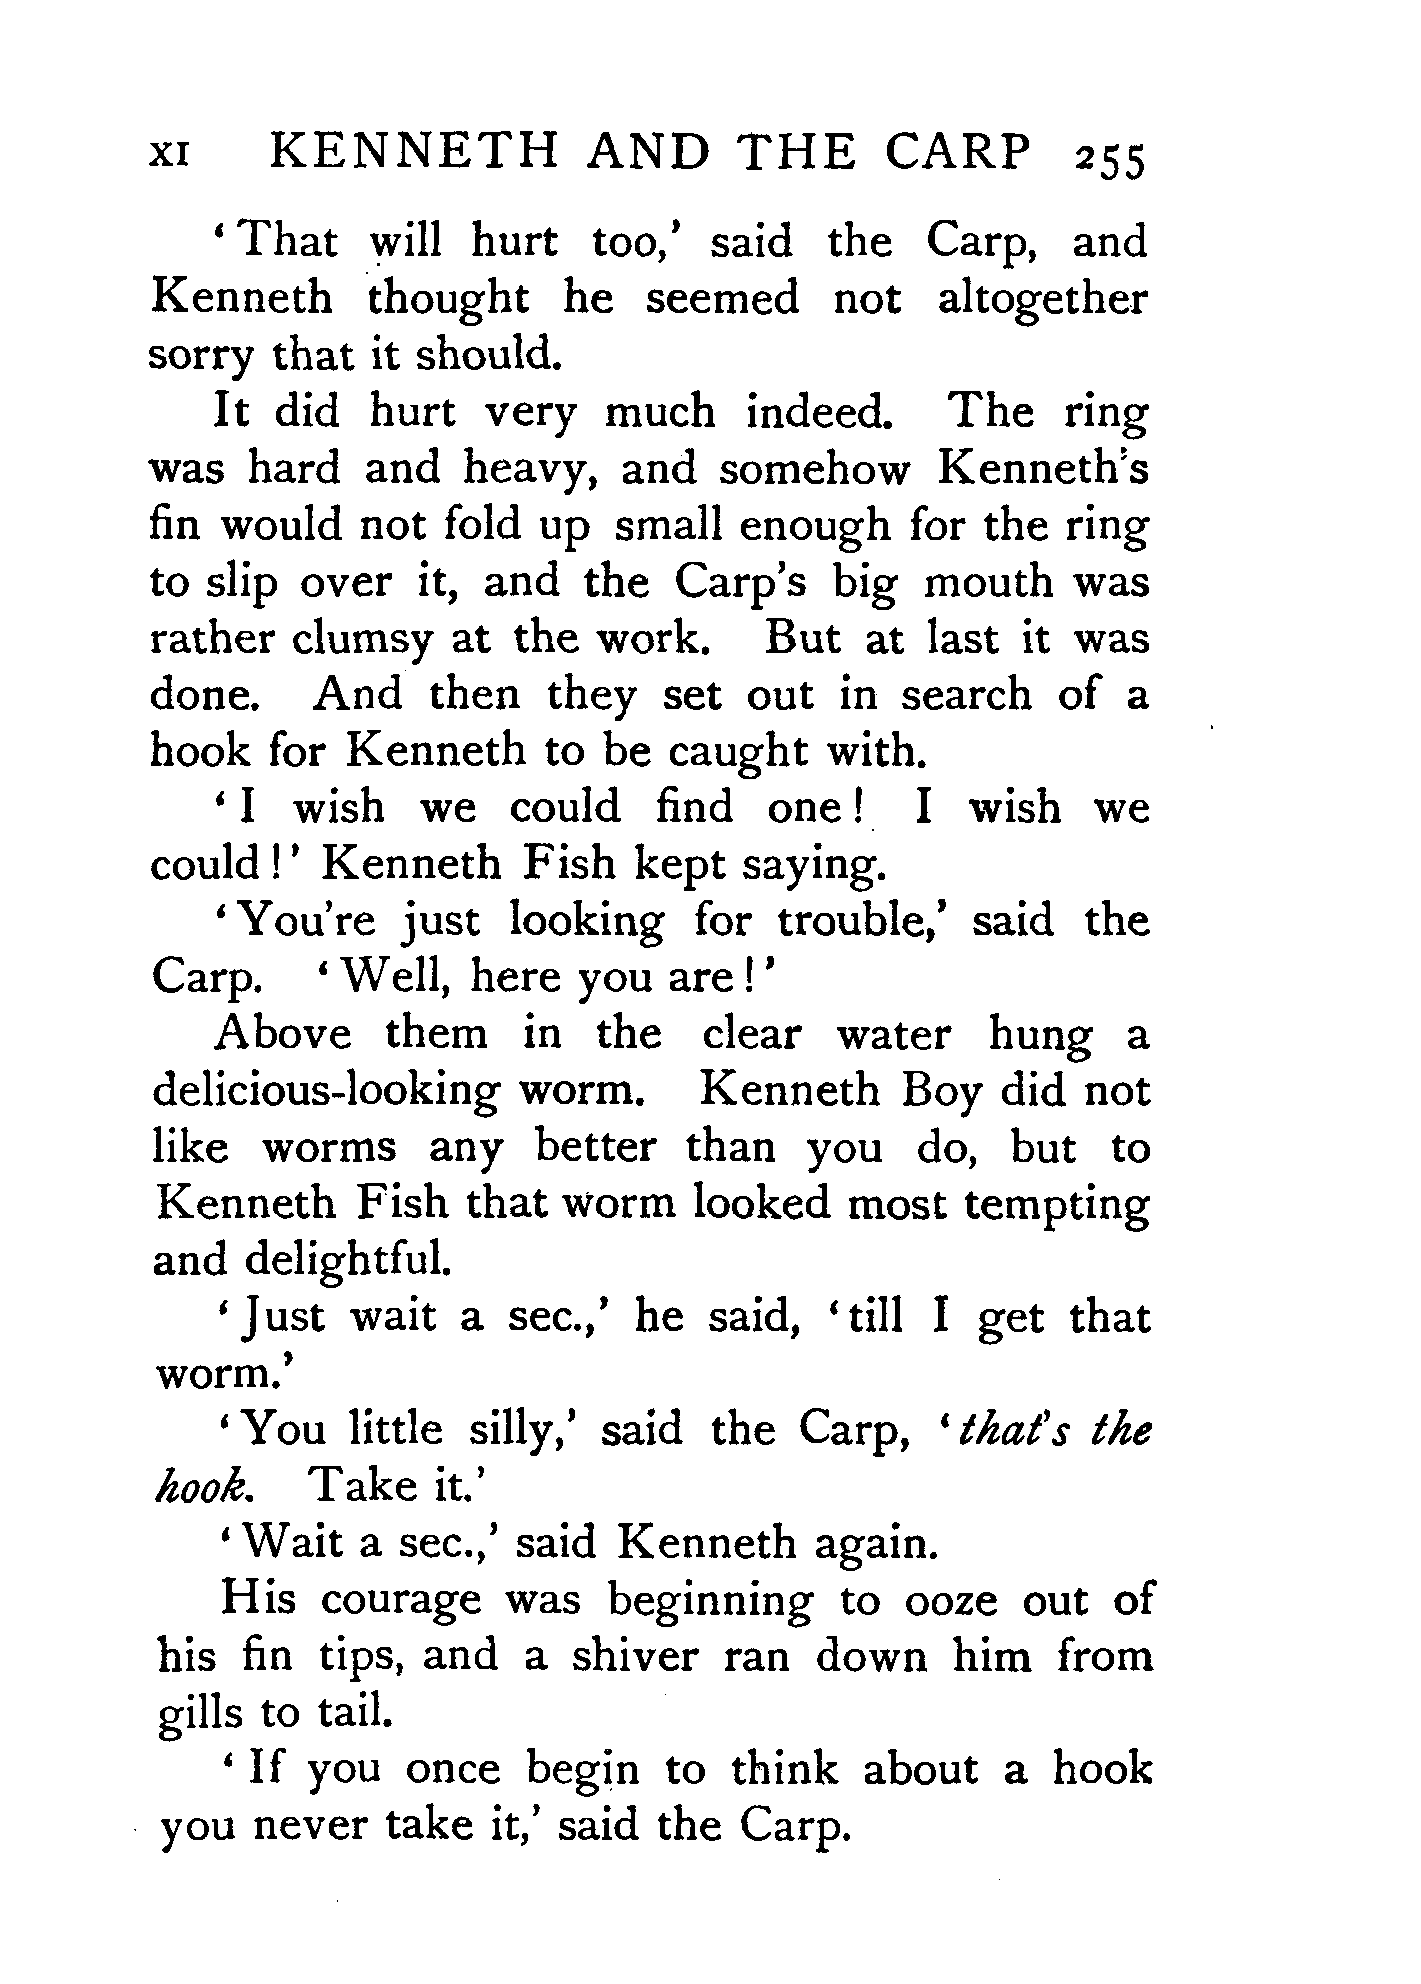 XI KENNETH AND THE CARP 255
‘That will hurt too,’ said the Carp, and
Kenneth thought he seemed not altogether
sorry that it should.
It did hurt very much indeed. The ring
was hard and heavy, and somehow Kenneth's
fin would not fold up small enough for the ring
to slip over it, and the Carp's big mouth was
rather clumsy at the work. But at last it was
done. And then they set out in search of a
hook for Kenneth to be caught with.
‘I wish we could find one! I wish we
could!’ Kenneth Fish kept saying.
‘You're just looking for trouble,’ said the
Carp. ‘Well, here you are!’
Above them in the clear water hung a
delicious-looking worm. Kenneth Boy did not
like worms any better than you do, but to
Kenneth Fish that worm looked most tempting
and delightful.
‘Just wait a sec.,’ he said, ‘till I get that
worm.’
‘You little silly,’ said the Carp, ‘that's the
hook. Take it.’
‘Wait a sec.,’ said Kenneth again.
His courage was beginning to ooze out of
his fin tips, and a shiver ran down him from
gills to tail.
‘If you once begin to think about a hook
you never take it,’ said the Carp.